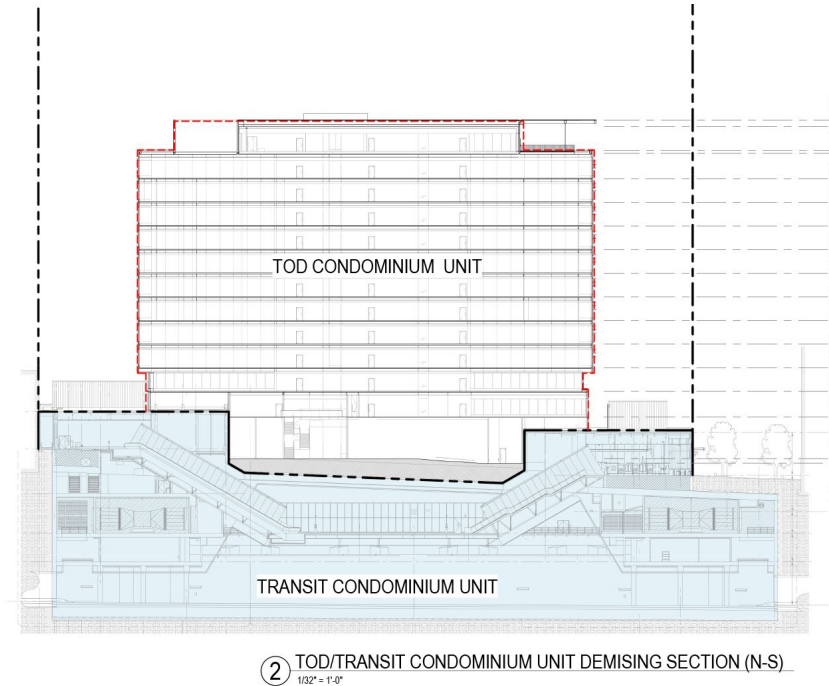 TOD CONDOMINIUM UNIT
TRANSIT CONDOMINIUM UNIT
2 TOD/TRANSIT CONDOMINIUM UNIT DEMISING SECTION (N-S)
1/32" = 1'-0"